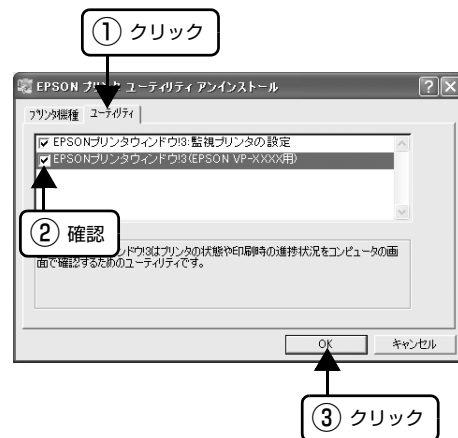 ① クリック
EPSON プリンタ ユーティリティ アンインストール
プリンタ機種 ユーティリティ
EPSONプリンタウィンドウ!3:監視プリンタの設定
EPSONプリンタウィンドウ!3(EPSON VP-XXXX用)
② 確認
ンドウ!3はプリンタの状態や印刷時の進捗状況をコンピュータの画
面で確認するためのユーティリティです。
OK キャンセル
③ クリック